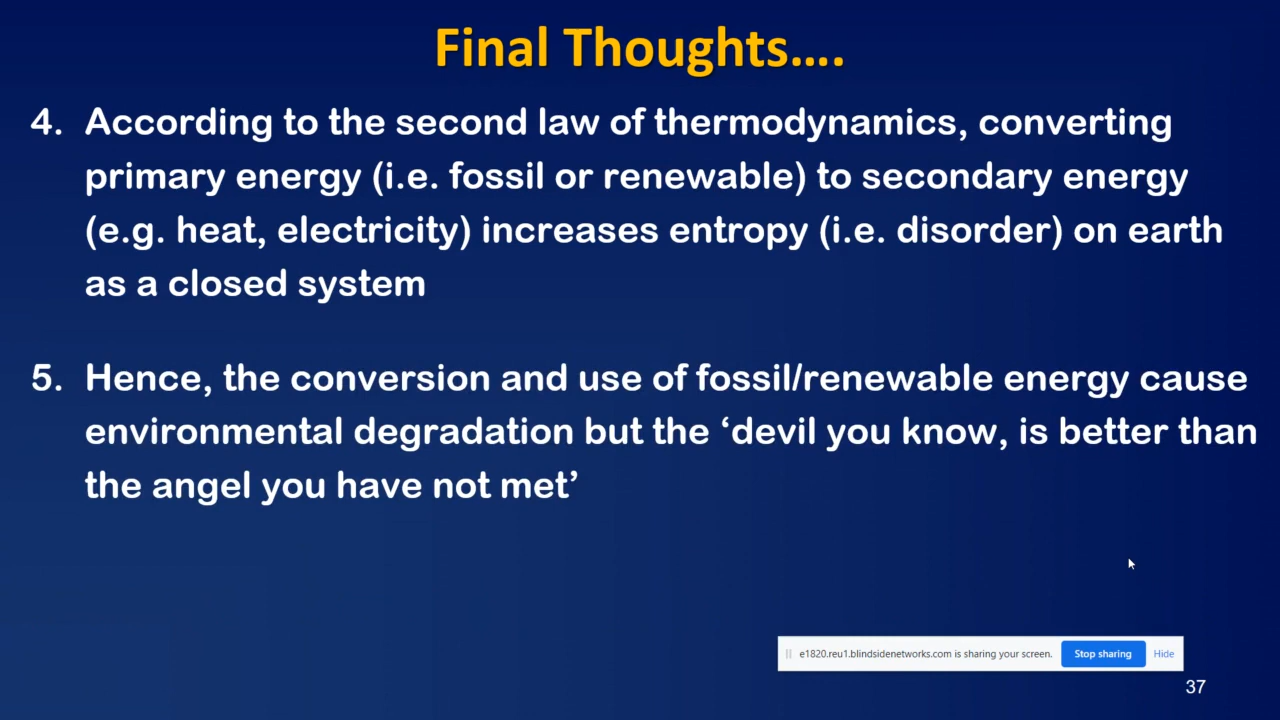 Final Thoughts....
4. According to the second law of thermodynamics, converting
primary energy (i.e. fossil or renewable) to secondary energy
(e.g. heat, electricity) increases entropy (i.e. disorder) on earth
as a closed system
5. Hence, the conversion and use of fossil/renewable energy cause
environmental degradation but the ‘devil you know, is better than
the angel you have not met’
e1820.reu1.blindsidenetworks.com is sharing your screen. Stop sharing Hide
37